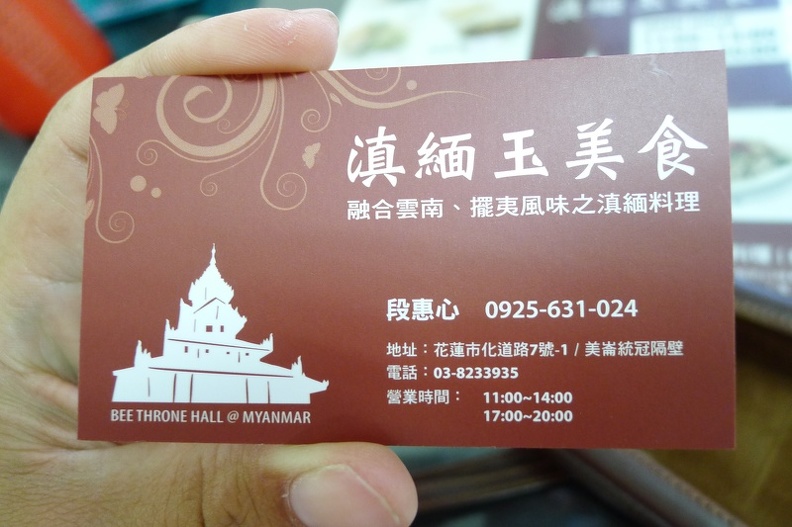 滇緬玉美食
融合雲南、擺夷風味之滇緬料理
段惠心 0925-631-024
地址：花蓮市化道路7號-1 / 美崙統冠隔壁
電話：03-8233935
營業時間： 11:00~14:00
17:00~20:00
BEE THRONE HALL @ MYANMAR